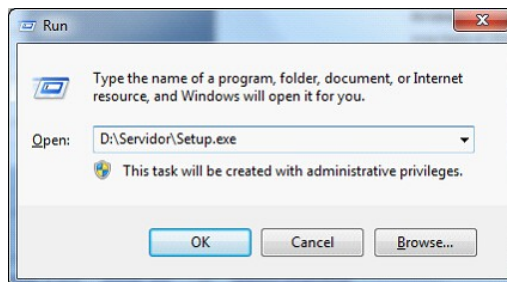 Run
Type the name of a program, folder, document, or Internet
resource, and Windows will open it for you.
Open: D:\Servidor\Setup.exe
This task will be created with administrative privileges.
OK Cancel Browse...